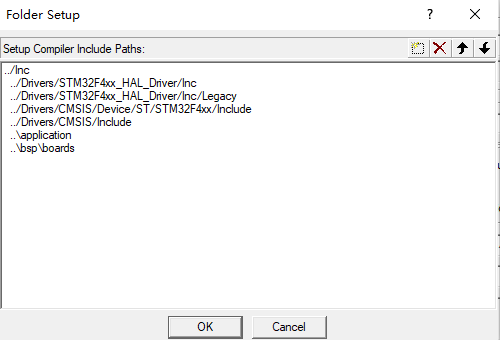 Folder Setup
?
Setup Compiler Include Paths:
../Inc
../Drivers/STM32F4xx_HAL_Driver/Inc
../Drivers/STM32F4xx_HAL_Driver/Inc/Legacy
../Drivers/CMSIS/Device/ST/STM32F4xx/Include
../Drivers/CMSIS/Include
..\application
..\bsp\boards
OK
Cancel